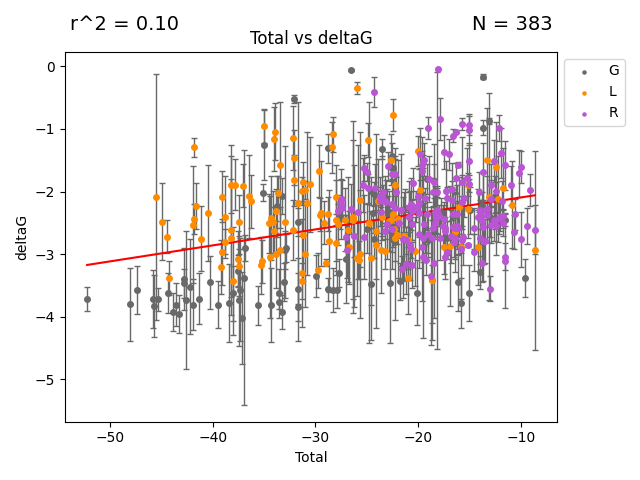 r^2 = 0.10
N = 383
Total vs deltaG
G
L
R
0
−1
−2
−3
−4
−5
deltaG
−50
−40
−30
−20
−10
Total